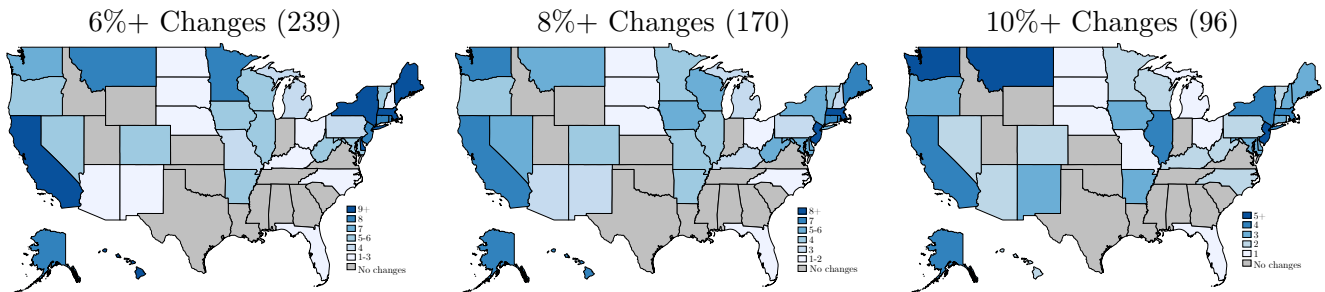 6%+ Changes (239)
9+
8
7
5-6
4
1-3
No changes
8%+ Changes (170)
8+
7
5-6
4
3
1-2
No changes
10%+ Changes (96)
5+
4
3
2
1
No changes